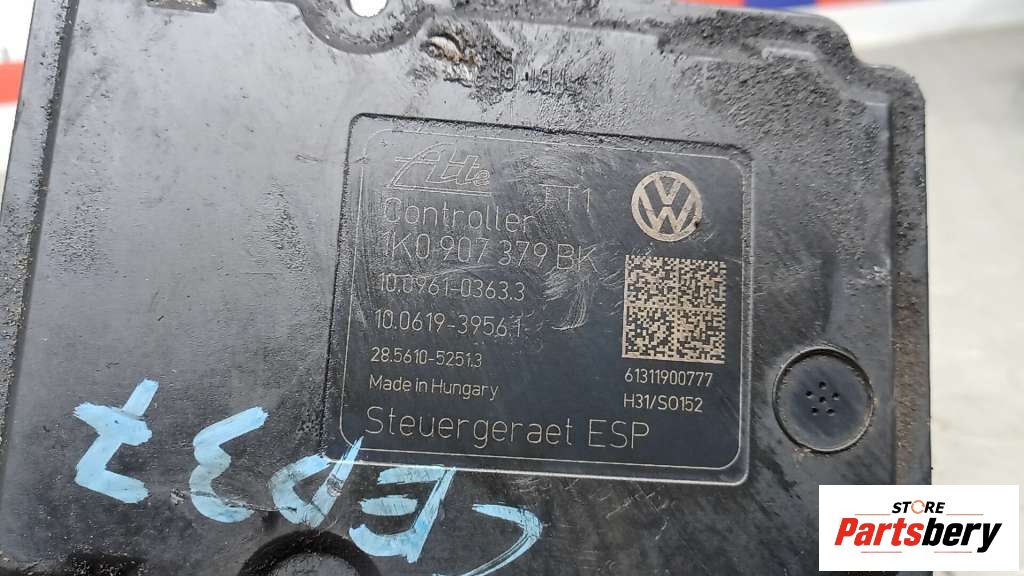 Ate
TT1
Controller
1K0 907 379 BK
10.0961-0363.3
10.0619-3956.1
28.5610-5251.3
Made in Hungary
Steuergeraet ESP
61311900777
H31/S0152
STORE
Partsbery